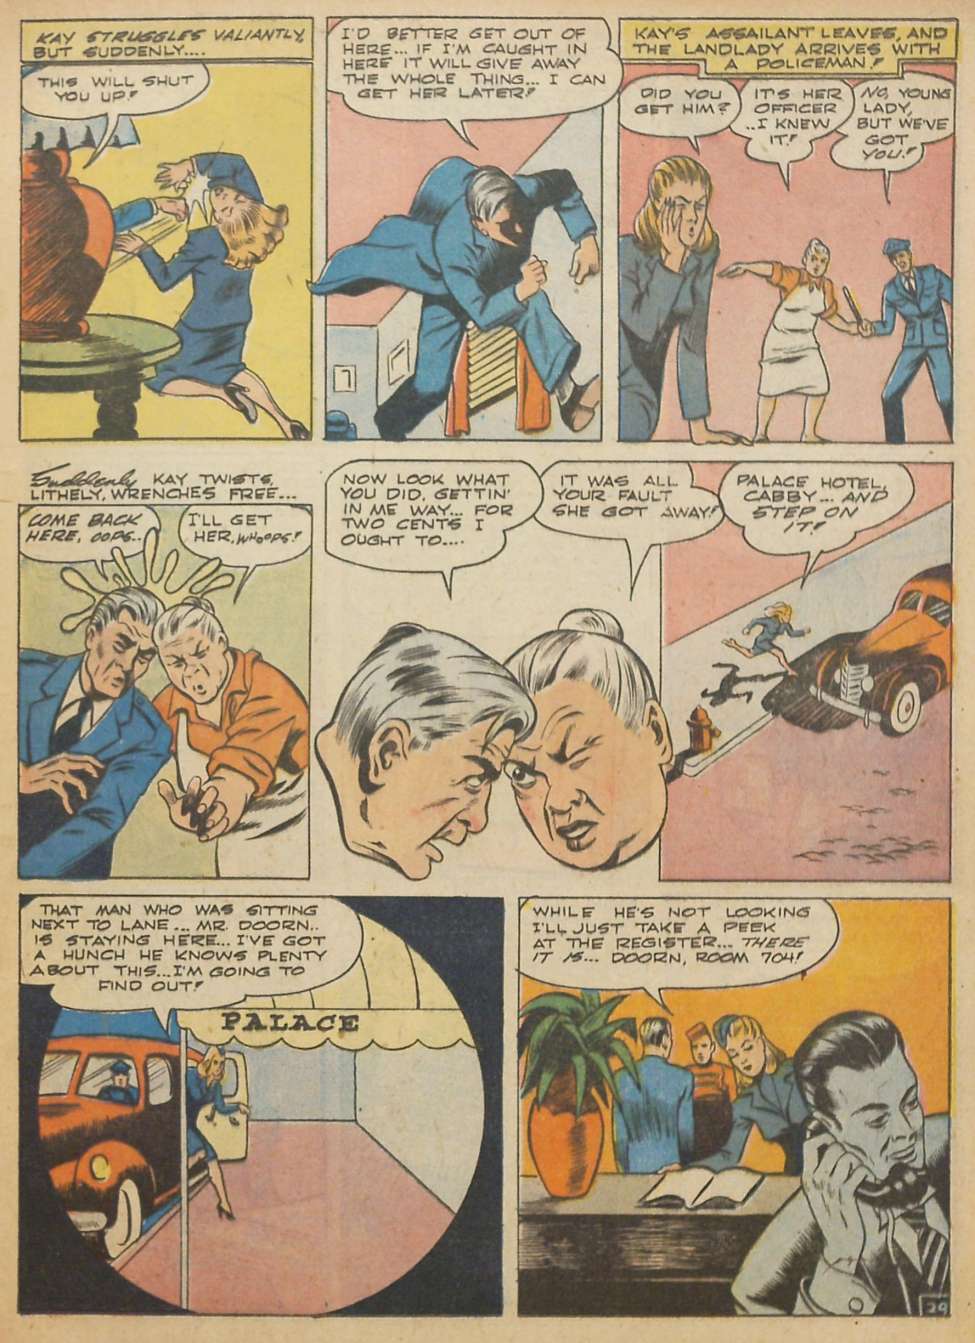 KAY STRUGGLES VALIANTLY,
BUT SUDDENLY....
THIS WILL SHUT
YOU UP!
I'D BETTER GET OUT OF
HERE... IF I'M CAUGHT IN
HERE IT WILL GIVE AWAY
THE WHOLE THING... I CAN
GET HER LATER!
KAY'S ASSAILANT LEAVES, AND
THE LANDLADY ARRIVES WITH
A POLICEMAN!
DID YOU
GET HIM?
IT'S HER
OFFICER
..I KNEW
IT!
NO, YOUNG
LADY,
BUT WE'VE
GOT
YOU!
Suddenly KAY TWISTS,
LITHELY, WRENCHES FREE...
COME BACK
HERE, OOPS..
I'LL GET
HER, WHOOPS!
NOW LOOK WHAT
YOU DID, GETTIN'
IN ME WAY... FOR
TWO CENTS I
OUGHT TO....
IT WAS ALL
YOUR FAULT
SHE GOT AWAY!
PALACE HOTEL,
CABBY... AND
STEP ON
IT!
THAT MAN WHO WAS SITTING
NEXT TO LANE... MR. DOORN..
IS STAYING HERE... I'VE GOT
A HUNCH HE KNOWS PLENTY
ABOUT THIS... I'M GOING TO
FIND OUT!
PALACE
WHILE HE'S NOT LOOKING
I'LL JUST TAKE A PEEK
AT THE REGISTER... THERE
IT IS... DOORN, ROOM 704!
29